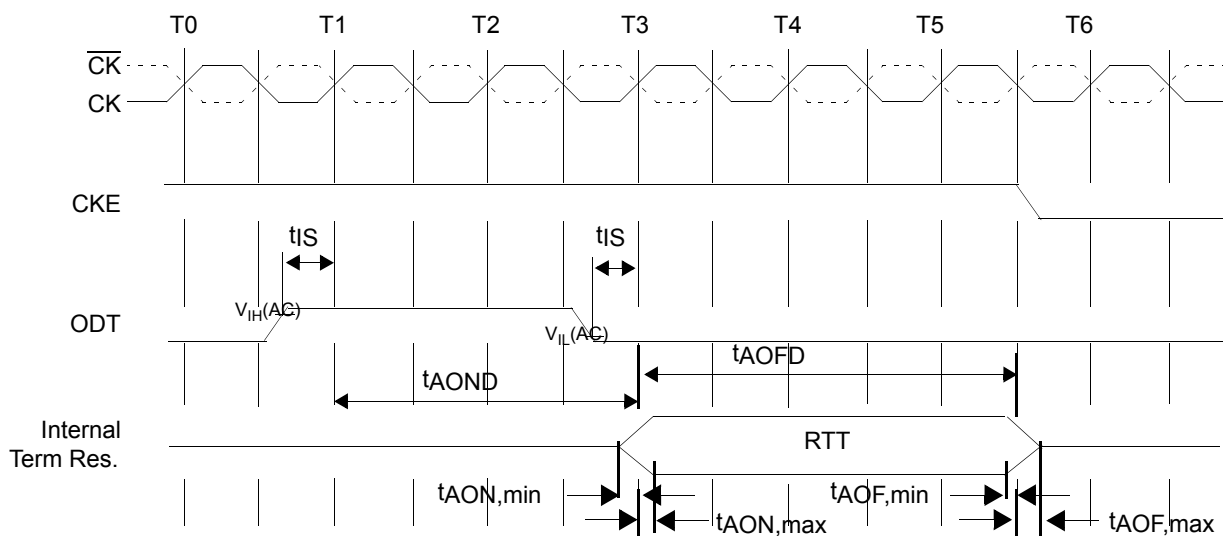 T0 T1 T2 T3 T4 T5 T6
CK
CK
CKE
tIS tIS
VIH(AC)
ODT
VIL(AC)
tAOFD
tAOND
Internal
Term Res.
RTT
tAON,min
tAOF,min
tAON,max
tAOF,max